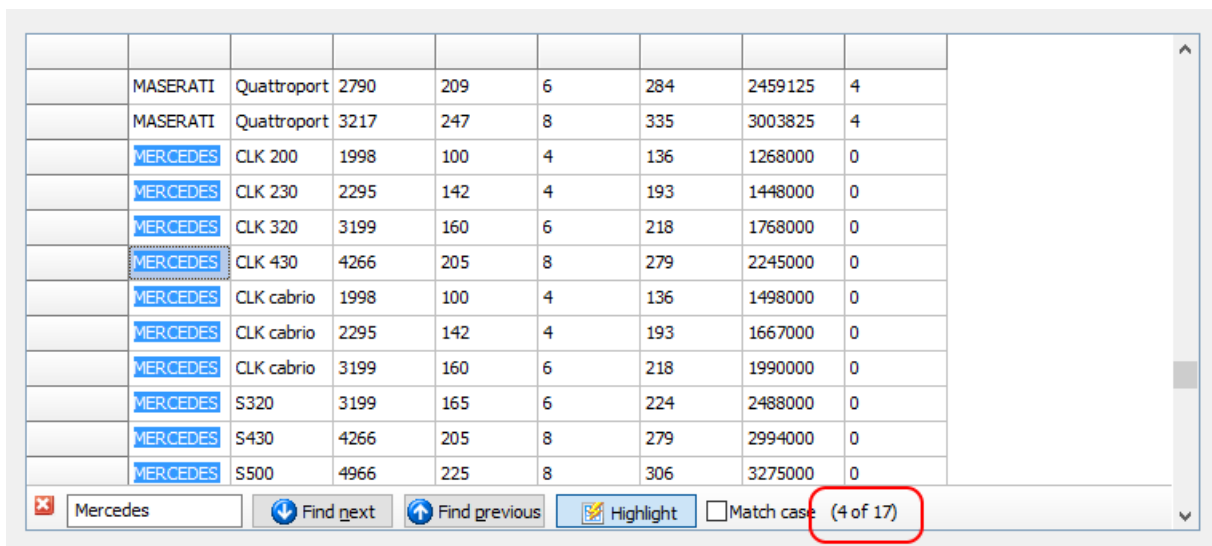 MASERATI Quattroport 2790 209 6 284 2459125 4
MASERATI Quattroport 3217 247 8 335 3003825 4
MERCEDES CLK 200 1998 100 4 136 1268000 0
MERCEDES CLK 230 2295 142 4 193 1448000 0
MERCEDES CLK 320 3199 160 6 218 1768000 0
MERCEDES CLK 430 4266 205 8 279 2245000 0
MERCEDES CLK cabrio 1998 100 4 136 1498000 0
MERCEDES CLK cabrio 2295 142 4 193 1667000 0
MERCEDES CLK cabrio 3199 160 6 218 1990000 0
MERCEDES S320 3199 165 6 224 2488000 0
MERCEDES S430 4266 205 8 279 2994000 0
MERCEDES S500 4966 225 8 306 3275000 0
Mercedes Find next Find previous Highlight Match case (4 of 17)